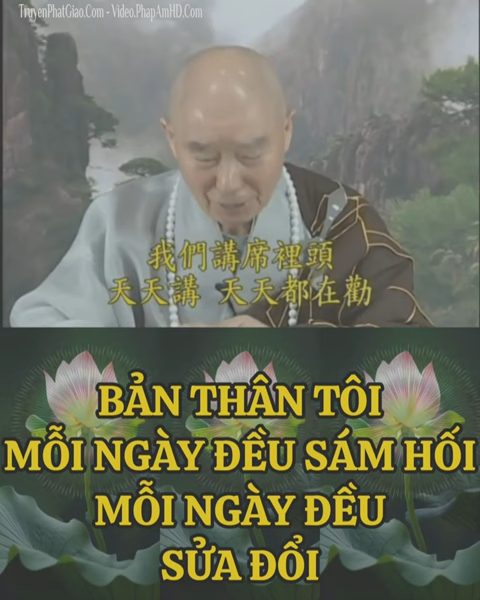 TruyenPhatGiao.Com - Video.PhapAmHD.Com
我們講席裡頭
天天講 天天都在勸
BẢN THÂN TÔI
MỖI NGÀY ĐỀU SÁM HỐI
MỖI NGÀY ĐỀU
SỬA ĐỔI